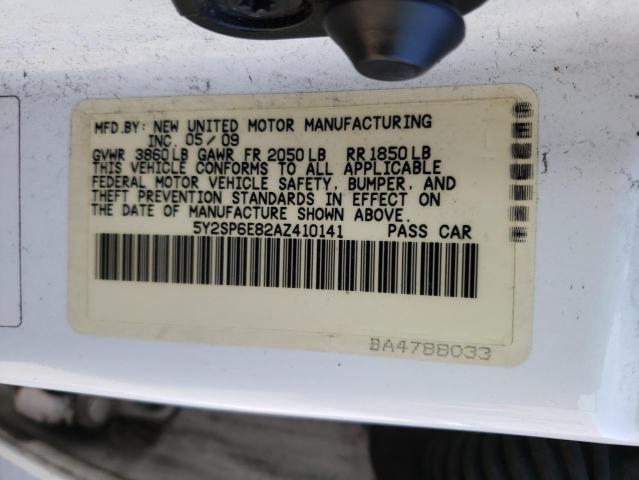 MFD.BY: NEW UNITED MOTOR MANUFACTURING
INC. 05/09
GVWR 3860LB GAWR FR 2050LB RR 1850LB
THIS VEHICLE CONFORMS TO ALL APPLICABLE
FEDERAL MOTOR VEHICLE SAFETY, BUMPER, AND
THEFT PREVENTION STANDARDS IN EFFECT ON
THE DATE OF MANUFACTURE SHOWN ABOVE.
5Y2SP6E82AZ410141 PASS CAR
BA4788033